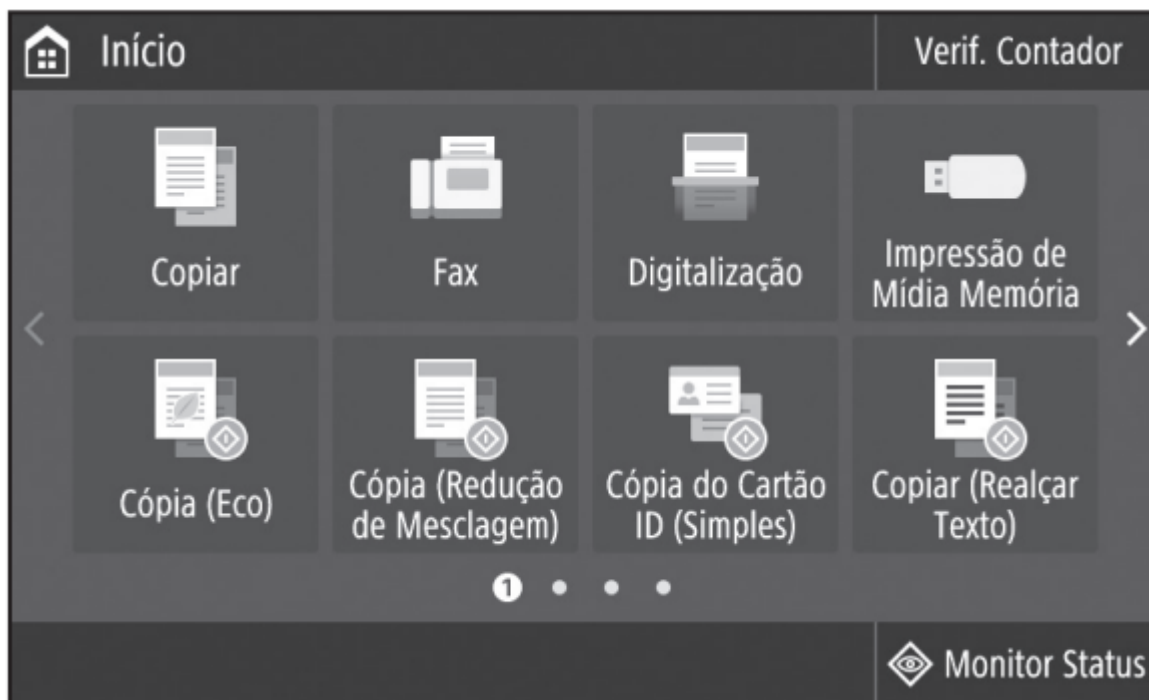 Início
Verif. Contador
Copiar
Fax
Digitalização
Impressão de
Mídia Memória
Cópia (Eco)
Cópia (Redução
de Mesclagem)
Cópia do Cartão
ID (Simples)
Copiar (Realçar
Texto)
1
Monitor Status